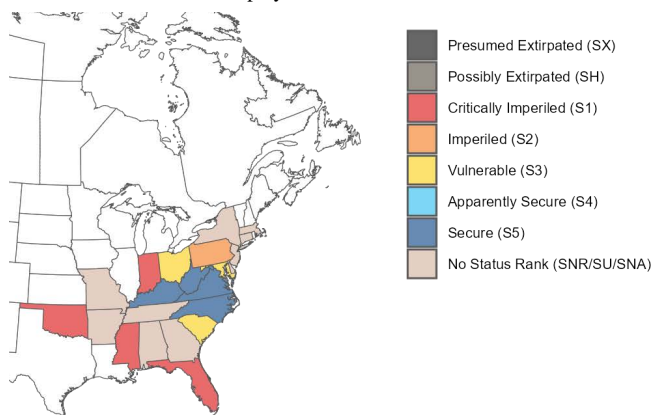 Presumed Extirpated (SX)
Possibly Extirpated (SH)
Critically Imperiled (S1)
Imperiled (S2)
Vulnerable (S3)
Apparently Secure (S4)
Secure (S5)
No Status Rank (SNR/SU/SNA)